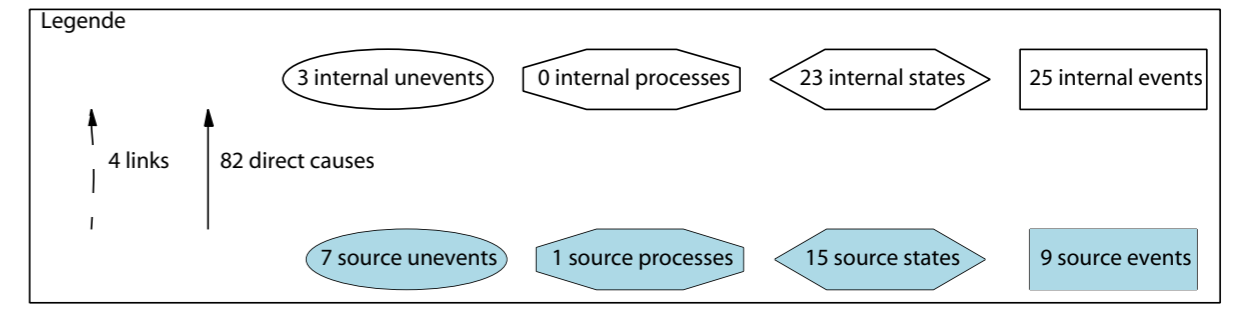 Legende
3 internal unevents
0 internal processes
23 internal states
25 internal events
4 links
82 direct causes
7 source unevents
1 source processes
15 source states
9 source events